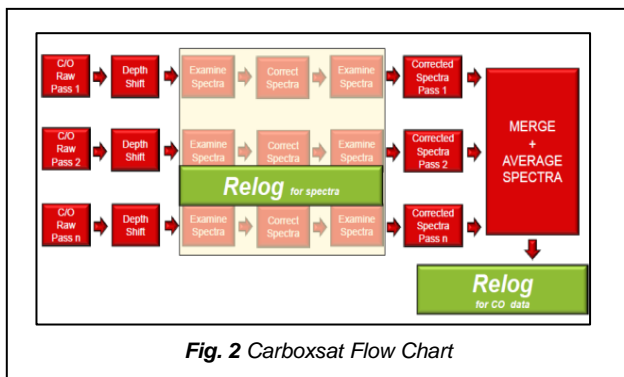 C/O
Raw
Pass 1
Depth
Shift
Examine
Spectra
Correct
Spectra
Examine
Spectra
Corrected
Spectra
Pass 1
C/O
Raw
Pass 2
Depth
Shift
Examine
Spectra
Correct
Spectra
Examine
Spectra
Corrected
Spectra
Pass 2
MERGE
+
AVERAGE
SPECTRA
Relog for spectra
C/O
Raw
Pass n
Depth
Shift
Examine
Spectra
Correct
Spectra
Examine
Spectra
Corrected
Spectra
Pass n
Relog
for CO data
Fig. 2 Carboxsat Flow Chart